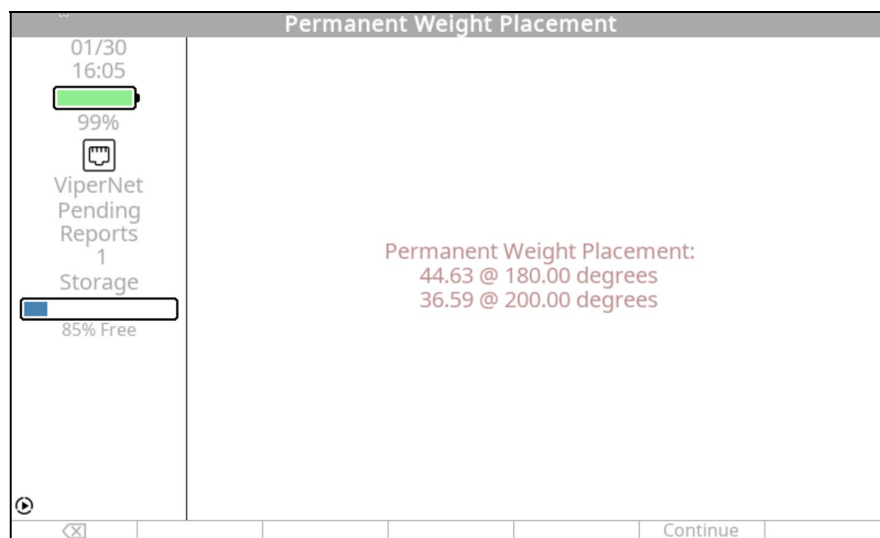 Permanent Weight Placement
01/30
16:05
99%
ViperNet
Pending
Reports
1
Storage
85% Free
Permanent Weight Placement:
44.63 @ 180.00 degrees
36.59 @ 200.00 degrees
Continue